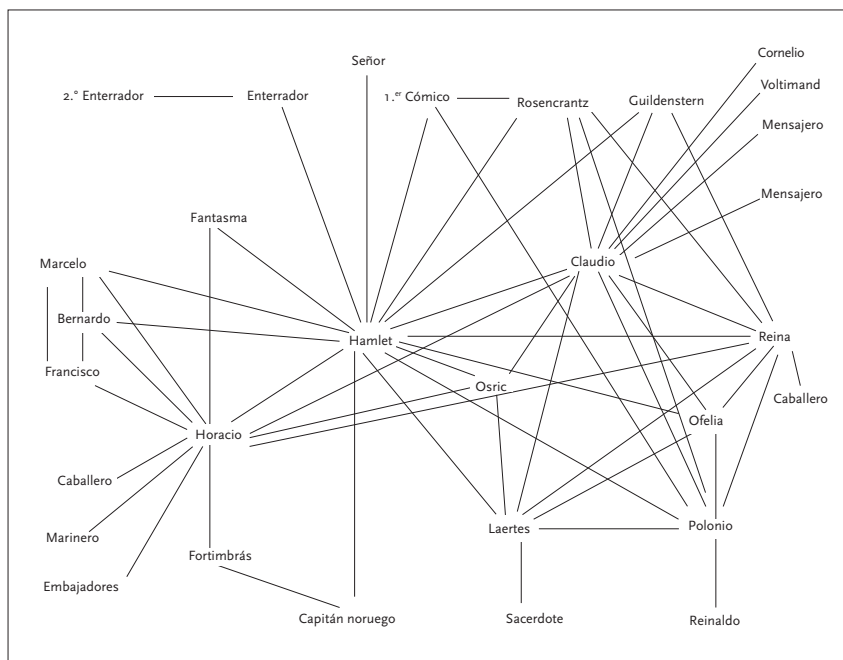 Señor
Cornelio
Voltimand
2.° Enterrador
Enterrador
1.er Cómico
Rosencrantz
Guildenstern
Mensajero
Mensajero
Fantasma
Marcelo
Claudio
Bernardo
Hamlet
Reina
Francisco
Osric
Caballero
Ofelia
Horacio
Caballero
Laertes
Polonio
Marinero
Fortimbrás
Embajadores
Capitán noruego
Sacerdote
Reinaldo